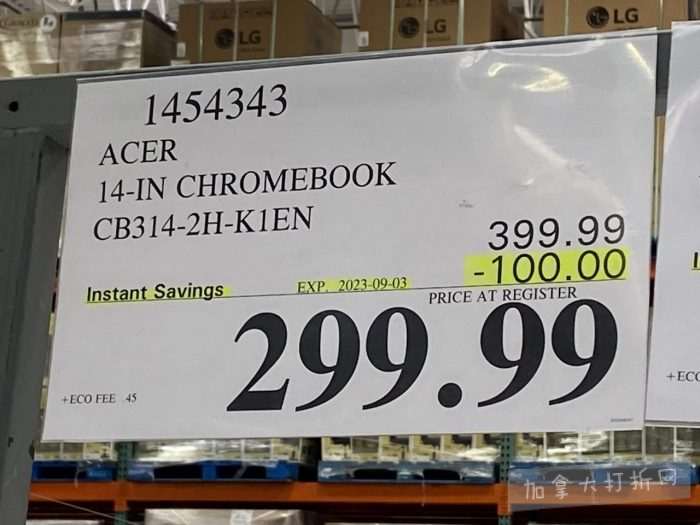 LG
LG
LG
1454343
ACER
14-IN CHROMEBOOK
CB314-2H-K1EN
399.99
-100.00
Instant Savings EXP. 2023-09-03
PRICE AT REGISTER
299.99
+ECO FEE .45
+EC
加拿大打折网